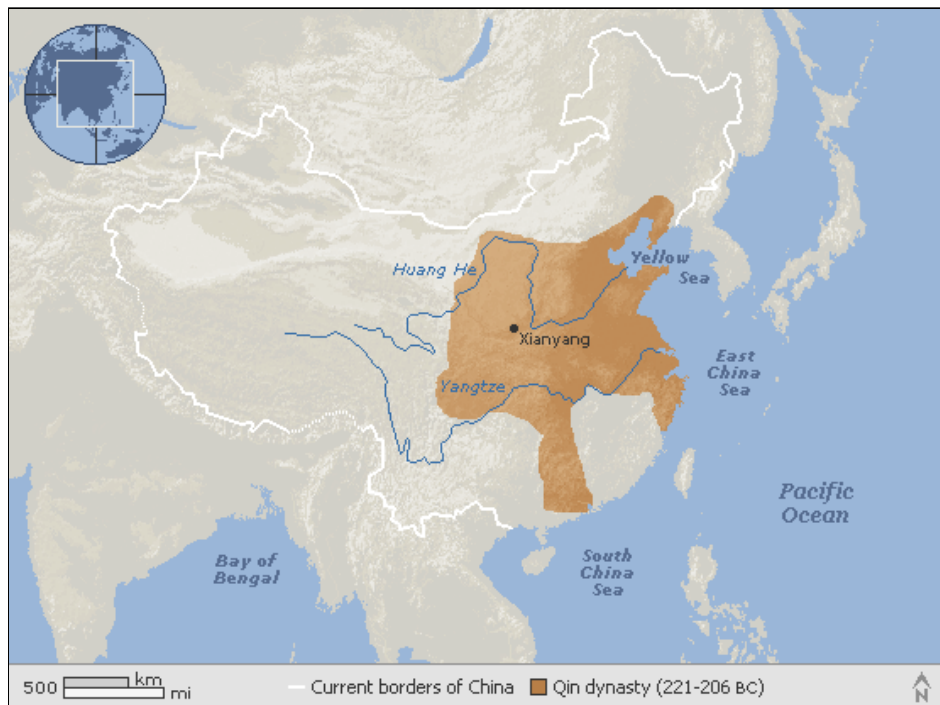 Huang He
Yellow
Sea
Xianyang
East
China
Sea
Yangtze
Pacific
Ocean
Bay of
Bengal
South
China
Sea
500 km
mi
Current borders of China
Qin dynasty (221-206 BC)
N